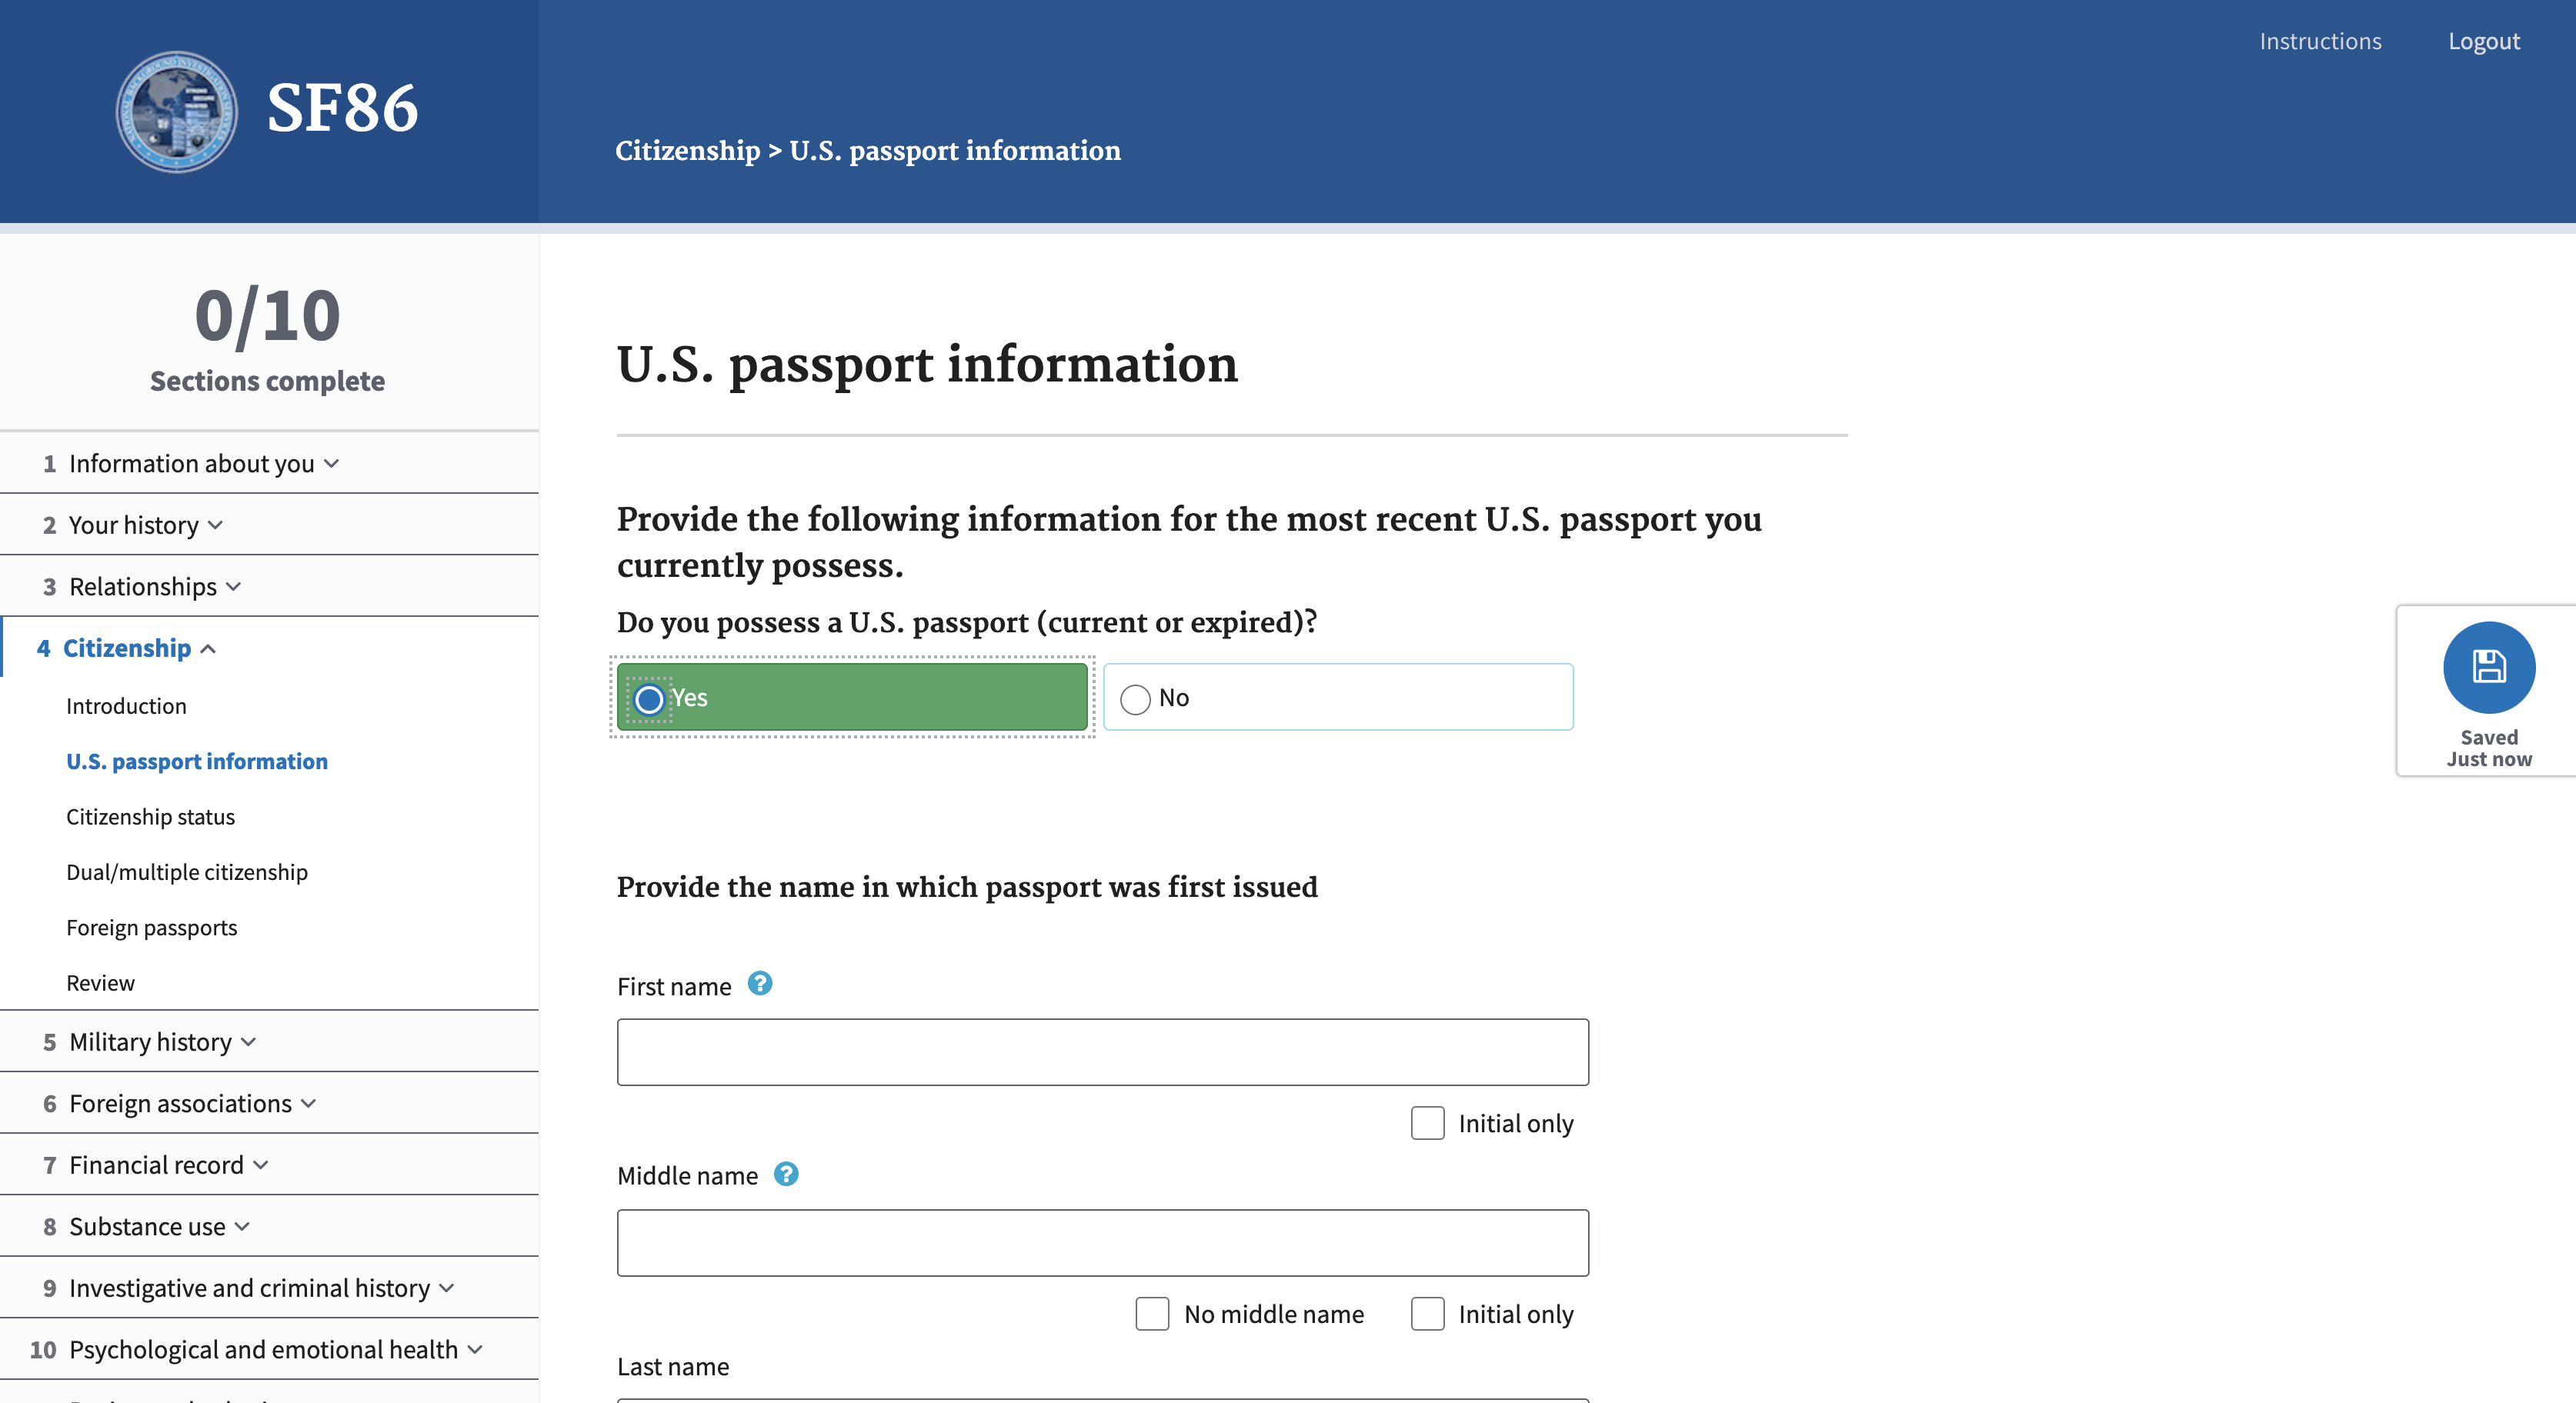 Instructions
Logout
SF86
Citizenship > U.S. passport information
0/10
Sections complete
1 Information about you
2 Your history
3 Relationships
4 Citizenship
Introduction
U.S. passport information
Citizenship status
Dual/multiple citizenship
Foreign passports
Review
5 Military history
6 Foreign associations
7 Financial record
8 Substance use
9 Investigative and criminal history
10 Psychological and emotional health
U.S. passport information
Provide the following information for the most recent U.S. passport you
currently possess.
Do you possess a U.S. passport (current or expired)?
Yes
No
Provide the name in which passport was first issued
First name ?
Initial only
Middle name ?
No middle name
Initial only
Last name
Saved
Just now